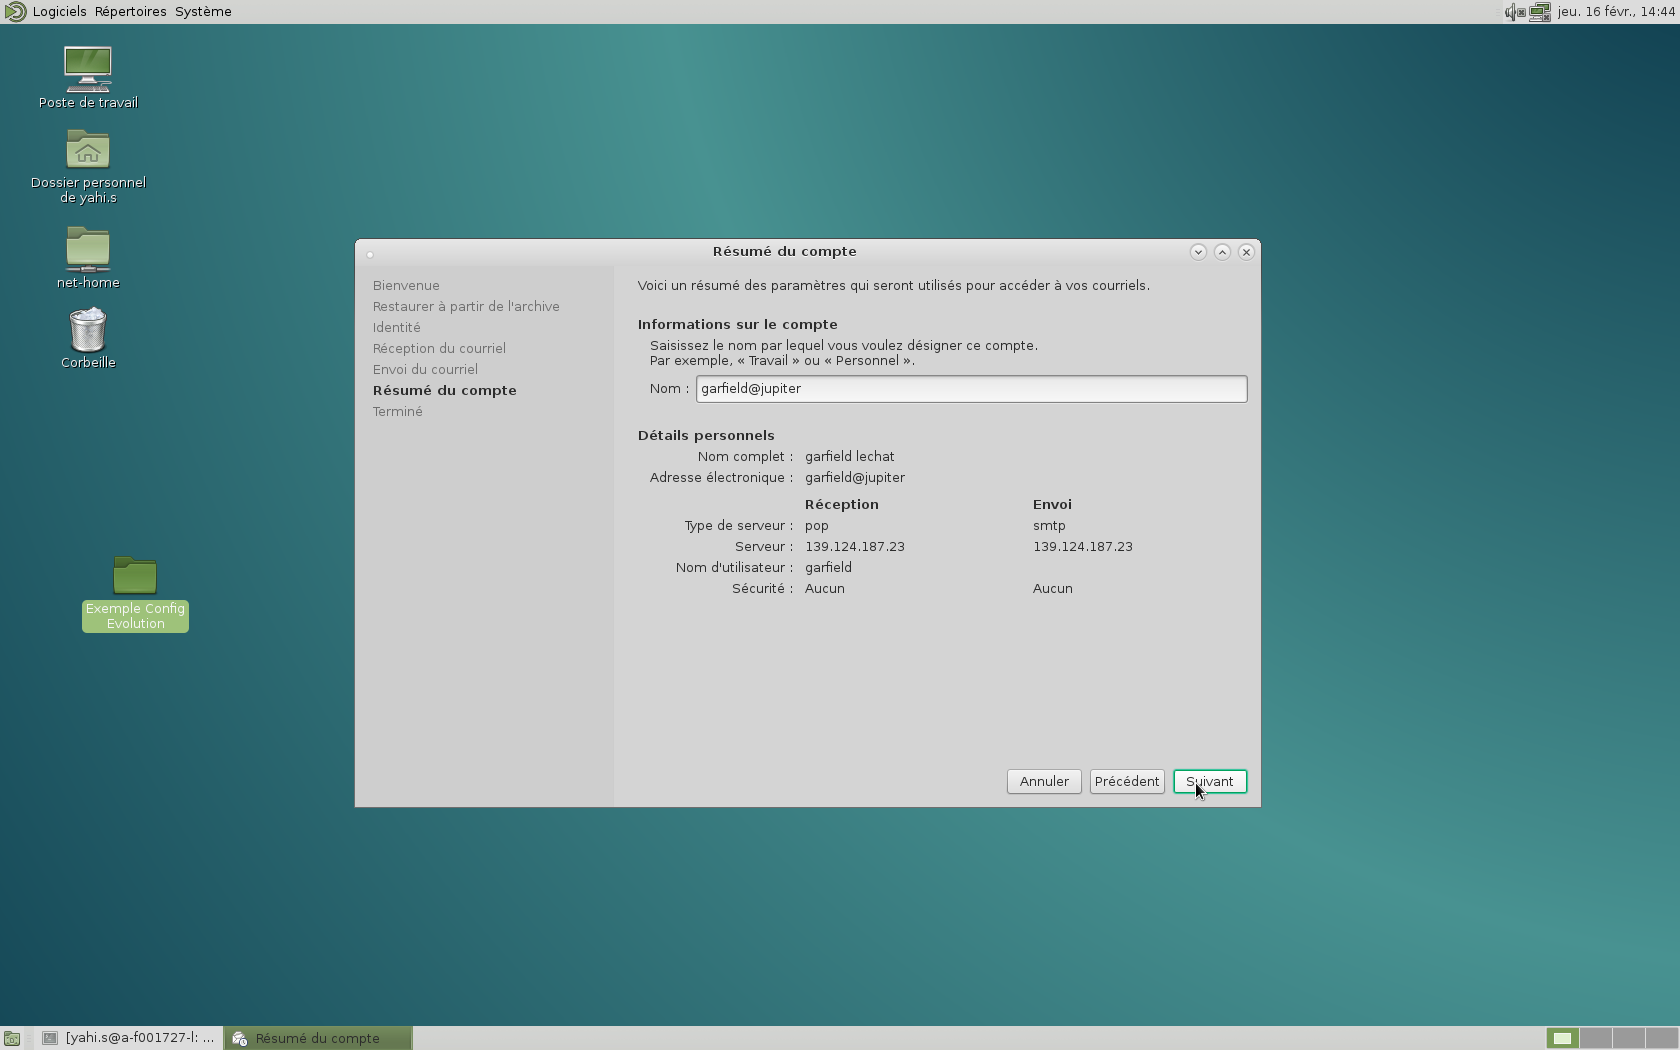 Logiciels Répertoires Système
jeu. 16 févr., 14:44
Poste de travail
Dossier personnel
de yahi.s
net-home
Corbeille
Exemple Config
Evolution
Résumé du compte
Bienvenue
Restaurer à partir de l'archive
Identité
Réception du courriel
Envoi du courriel
Résumé du compte
Terminé
Voici un résumé des paramètres qui seront utilisés pour accéder à vos courriels.
Informations sur le compte
Saisissez le nom par lequel vous voulez désigner ce compte.
Par exemple, « Travail » ou « Personnel ».
Nom : garfield@jupiter
Détails personnels
Nom complet : garfield lechat
Adresse électronique : garfield@jupiter
Réception Envoi
Type de serveur : pop smtp
Serveur : 139.124.187.23 139.124.187.23
Nom d'utilisateur : garfield
Sécurité : Aucun Aucun
Annuler Précédent Suivant
[yahi.s@a-f001727-l: ... Résumé du compte